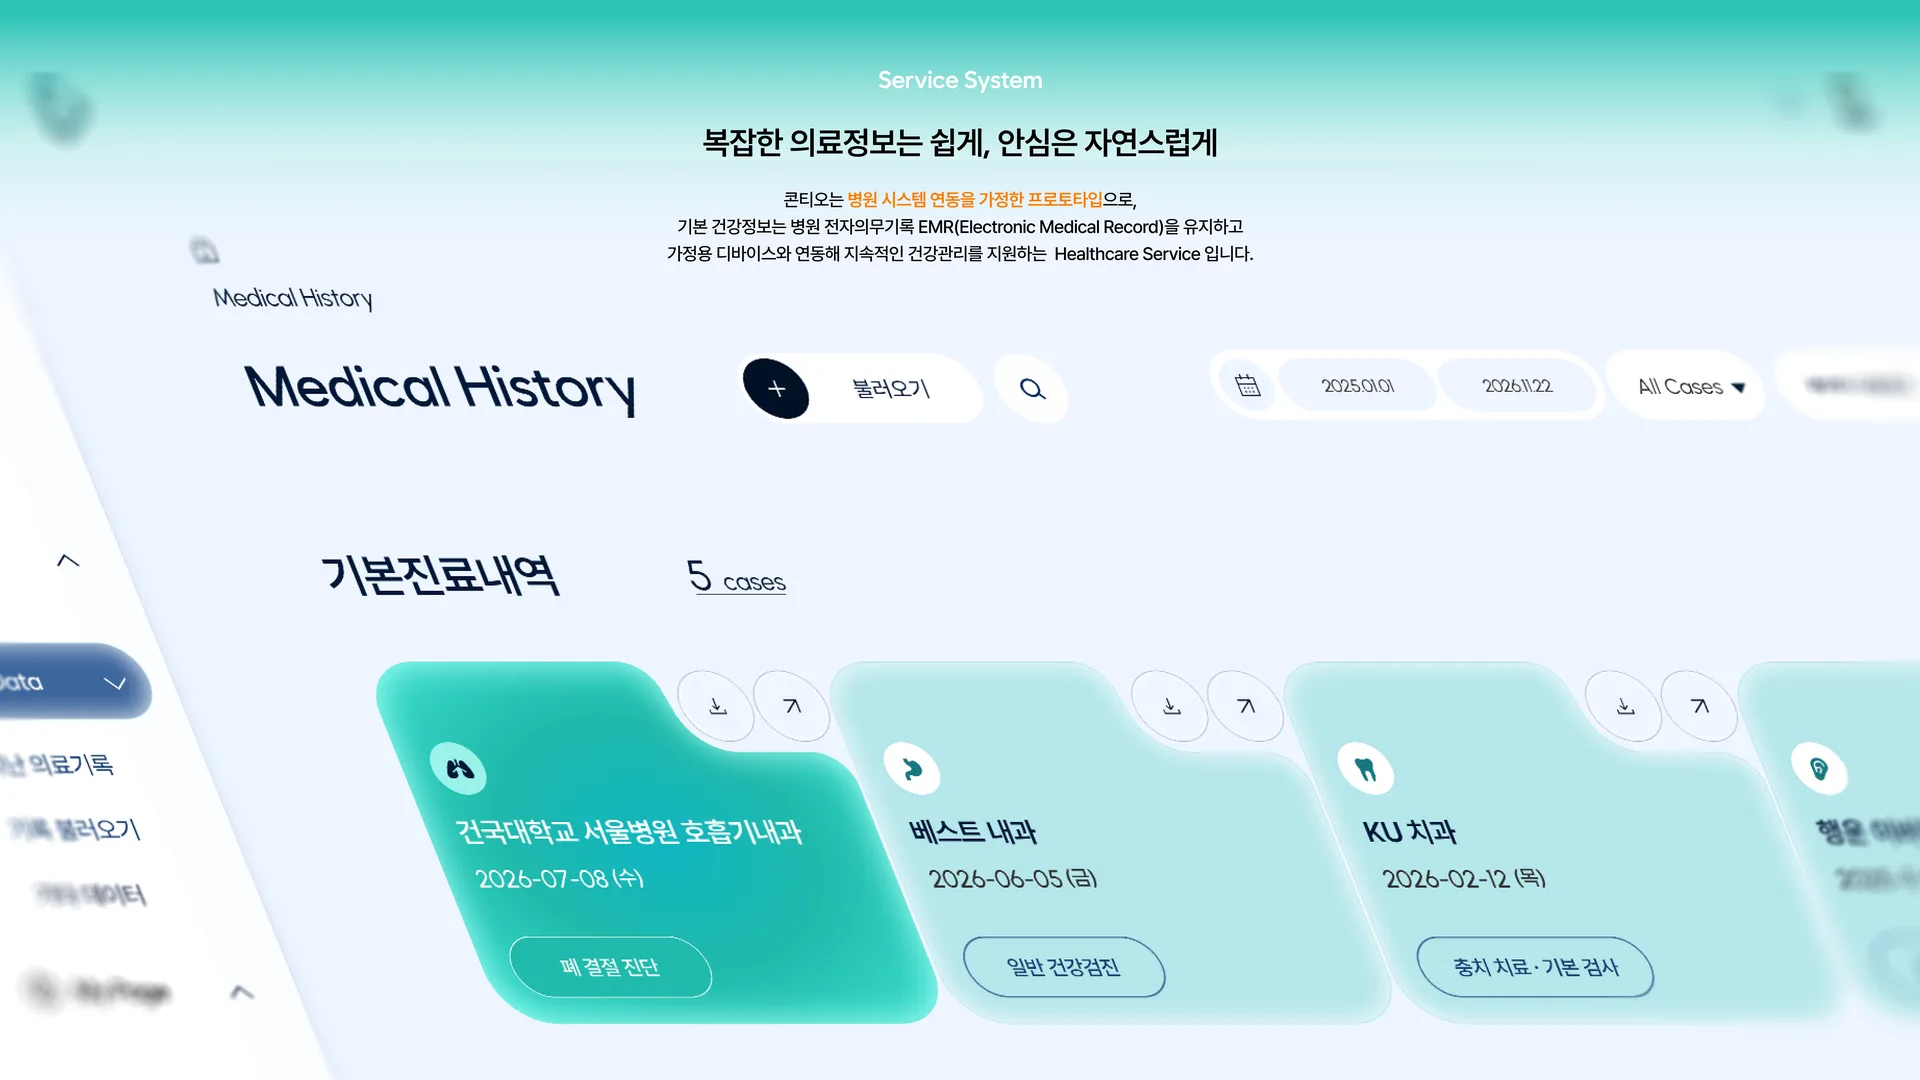 Service System
복잡한 의료정보는 쉽게, 안심은 자연스럽게
콘티오는 병원 시스템 연동을 가정한 프로토타입으로,
기본 건강정보는 병원 전자의무기록 EMR(Electronic Medical Record)을 유지하고
가정용 디바이스와 연동해 지속적인 건강관리를 지원하는 Healthcare Service 입니다.
Medical History
Medical History
불러오기
2025.01.01
2026.11.22
All Cases
기본진료내역
5 cases
건국대학교 서울병원 호흡기내과
2026-07-08 (수)
폐 결절 진단
베스트 내과
2026-06-05 (금)
일반 건강검진
KU 치과
2026-02-12 (목)
충치 치료 · 기본 검사
행운
Data
의료기록
불러오기
데이터